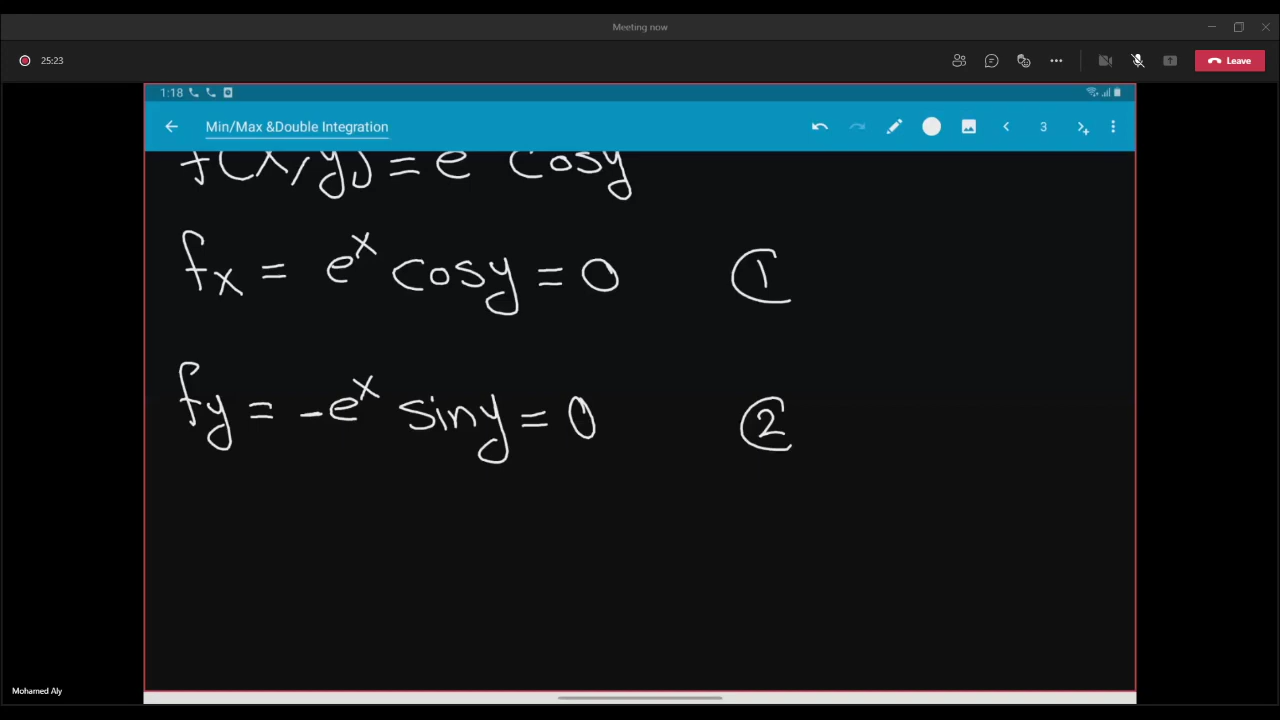 Meeting now
25:23
Leave
1:18
Min/Max &Double Integration
3
f(x,y) = e cosy
fx = e^x cosy = 0 ①
fy = -e^x siny = 0 ②
Mohamed Aly